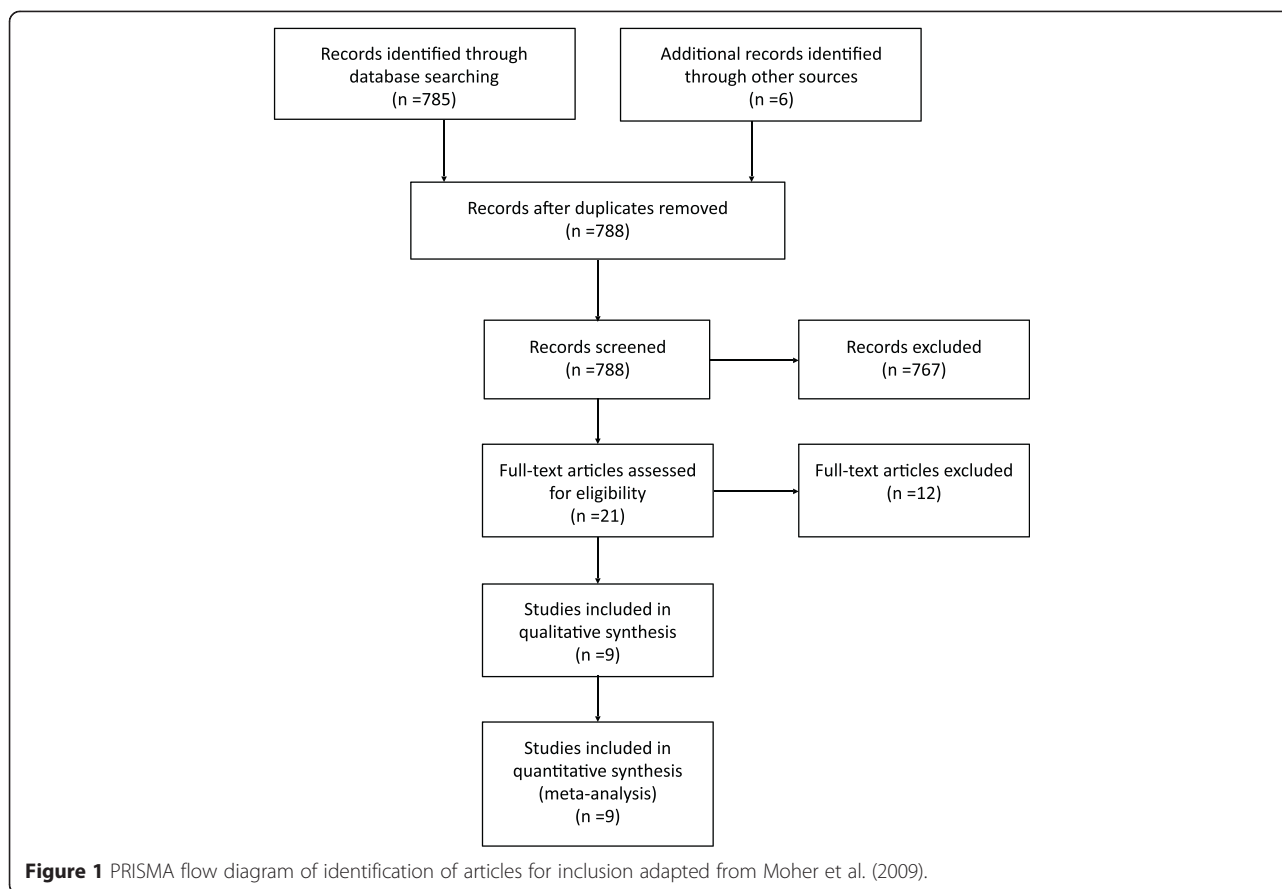 Records identified through
database searching
(n =785)
Additional records identified
through other sources
(n =6)
Records after duplicates removed
(n =788)
Records screened
(n =788)
Records excluded
(n =767)
Full-text articles assessed
for eligibility
(n =21)
Full-text articles excluded
(n =12)
Studies included in
qualitative synthesis
(n =9)
Studies included in
quantitative synthesis
(meta-analysis)
(n =9)
Figure 1 PRISMA flow diagram of identification of articles for inclusion adapted from Moher et al. (2009).